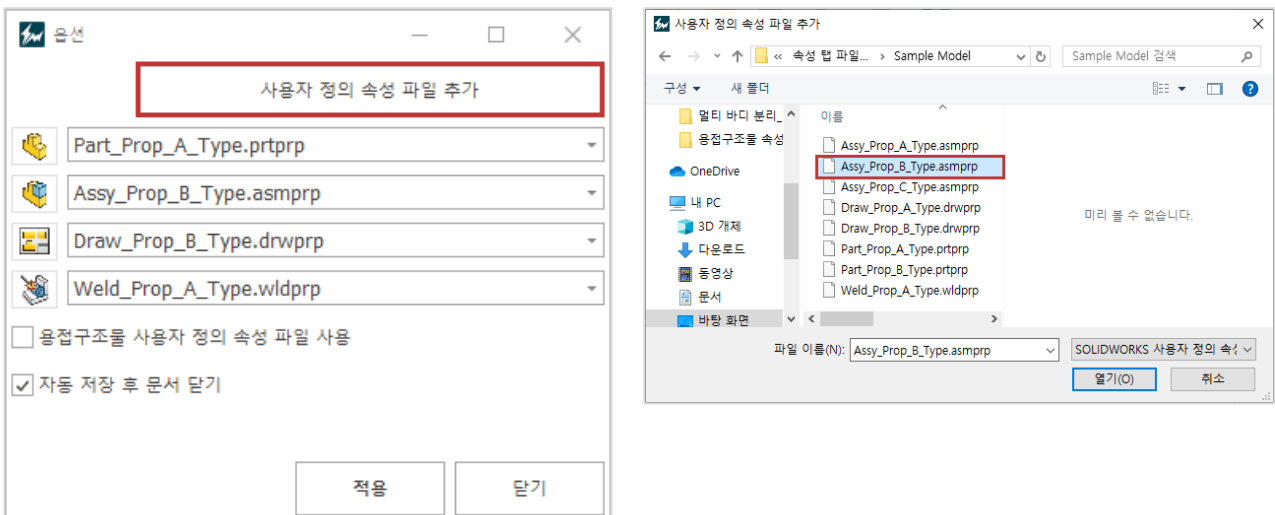 옵션
사용자 정의 속성 파일 추가
Part_Prop_A_Type.prtprp
Assy_Prop_B_Type.asmprp
Draw_Prop_B_Type.drwprp
Weld_Prop_A_Type.wldprp
용접구조물 사용자 정의 속성 파일 사용
자동 저장 후 문서 닫기
적용 닫기
사용자 정의 속성 파일 추가
« 속성 탭 파일... › Sample Model
Sample Model 검색
구성 새 폴더
멀티 바디 분리_
용접구조물 속성
OneDrive
내 PC
3D 개체
다운로드
동영상
문서
바탕 화면
이름
Assy_Prop_A_Type.asmprp
Assy_Prop_B_Type.asmprp
Assy_Prop_C_Type.asmprp
Draw_Prop_A_Type.drwprp
Draw_Prop_B_Type.drwprp
Part_Prop_A_Type.prtprp
Part_Prop_B_Type.prtprp
Weld_Prop_A_Type.wldprp
미리 볼 수 없습니다.
파일 이름(N): Assy_Prop_B_Type.asmprp
SOLIDWORKS 사용자 정의
열기(O) 취소